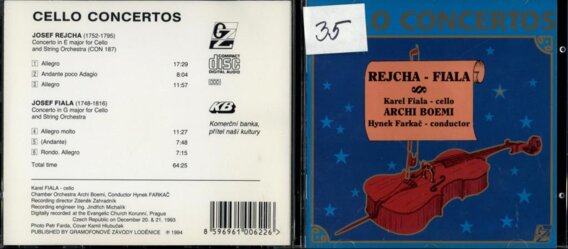 CELLO CONCERTOS
JOSEF REJCHA (1752-1795)
Concerto in E major for Cello
and String Orchestra (CON 187)
1 Allegro 17:29
2 Andante poco Adagio 8:04
3 Allegro 11:57
JOSEF FIALA (1748-1816)
Concerto in G major for Cello
and String Orchestra
4 Allegro molto 11:27
5 (Andante) 7:48
6 Rondo. Allegro 7:15
Total time 64:25
GZ
COMPACT
disc
DIGITAL AUDIO
KB
Komerční banka,
přítel naší kultury
Karel FIALA - cello
Chamber Orchestra Archi Boemi, Conductor Hynek FARKAČ
Recording director Zdeněk Zahradník
Recording engineer Ing. Jindřich Michalík
Digitally recorded at the Evangelic Church Korunní, Prague
Czech Republic on December 20. & 21. 1993
Photo Petr Farda, Cover Kamil Hlubuček
PUBLISHED BY GRAMOFONOVÉ ZÁVODY LODĚNICE ℗ 1994
8 596961 006226
35
LO CONCERTOS
REJCHA - FIALA
Karel Fiala - cello
ARCHI BOEMI
Hynek Farkač - conductor